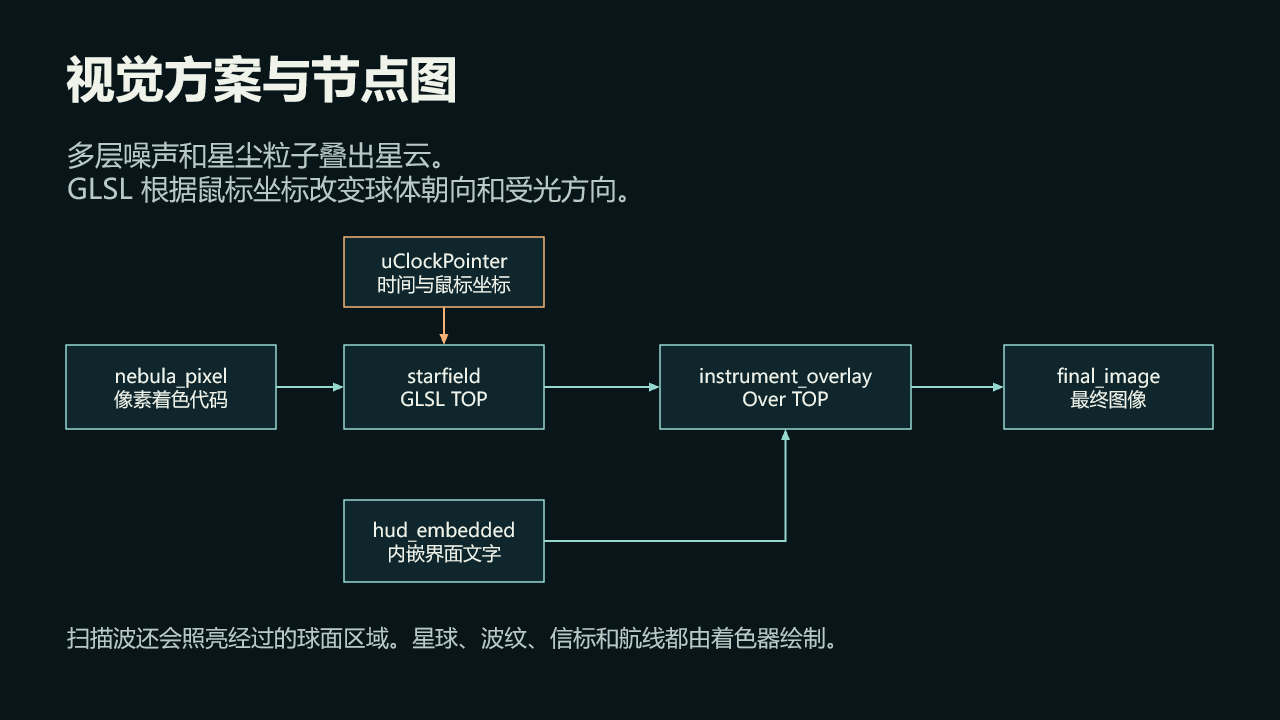 视觉方案与节点图
多层噪声和星尘粒子叠出星云。
GLSL 根据鼠标坐标改变球体朝向和受光方向。
uClockPointer
时间与鼠标坐标
nebula_pixel
像素着色代码
starfield
GLSL TOP
instrument_overlay
Over TOP
final_image
最终图像
hud_embedded
内嵌界面文字
扫描波还会照亮经过的球面区域。星球、波纹、信标和航线都由着色器绘制。